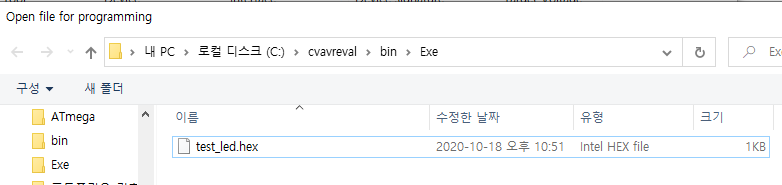 Open file for programming
내 PC > 로컬 디스크 (C:) > cvavreval > bin > Exe
구성 새 폴더
ATmega
bin
Exe
이름 수정한 날짜 유형 크기
test_led.hex 2020-10-18 오후 10:51 Intel HEX file 1KB